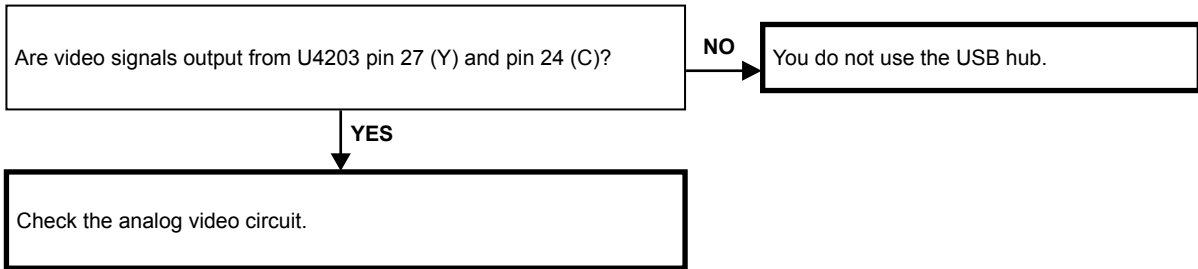 Are video signals output from U4203 pin 27 (Y) and pin 24 (C)?
NO
You do not use the USB hub.
YES
Check the analog video circuit.